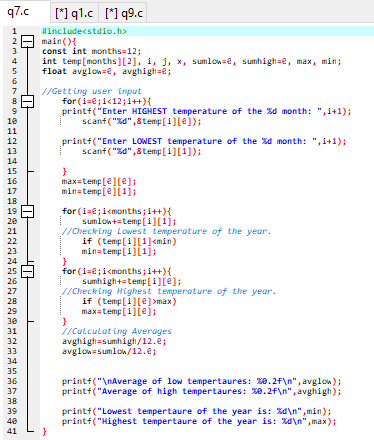 q7.c [*] q1.c [*] q9.c
1 #include<stdio.h>
2 main(){
3 const int months=12;
4 int temp[months][2], i, j, x, sumlow=0, sumhigh=0, max, min;
5 float avglow=0, avghigh=0;
6
7 //Getting user input
8 for(i=0;i<12;i++){
9 printf("Enter HIGHEST temperature of the %d month: ",i+1);
10 scanf("%d",&temp[i][0]);
11
12 printf("Enter LOWEST temperature of the %d month: ",i+1);
13 scanf("%d",&temp[i][1]);
14
15 }
16 max=temp[0][0];
17 min=temp[0][1];
18
19 for(i=0;i<months;i++){
20 sumlow+=temp[i][1];
21 //Checking Lowest temperature of the year.
22 if (temp[i][1]<min)
23 min=temp[i][1];
24 }
25 for(i=0;i<months;i++){
26 sumhigh+=temp[i][0];
27 //Checking Highest temperature of the year.
28 if (temp[i][0]>max)
29 max=temp[i][0];
30 }
31 //Calculating Averages
32 avghigh=sumhigh/12.0;
33 avglow=sumlow/12.0;
34
35
36 printf("\nAverage of low tempertaures: %0.2f\n",avglow);
37 printf("Average of high tempertaures: %0.2f\n",avghigh);
38
39 printf("Lowest tempertaure of the year is: %d\n",min);
40 printf("Highest tempertaure of the year is: %d\n",max);
41 }